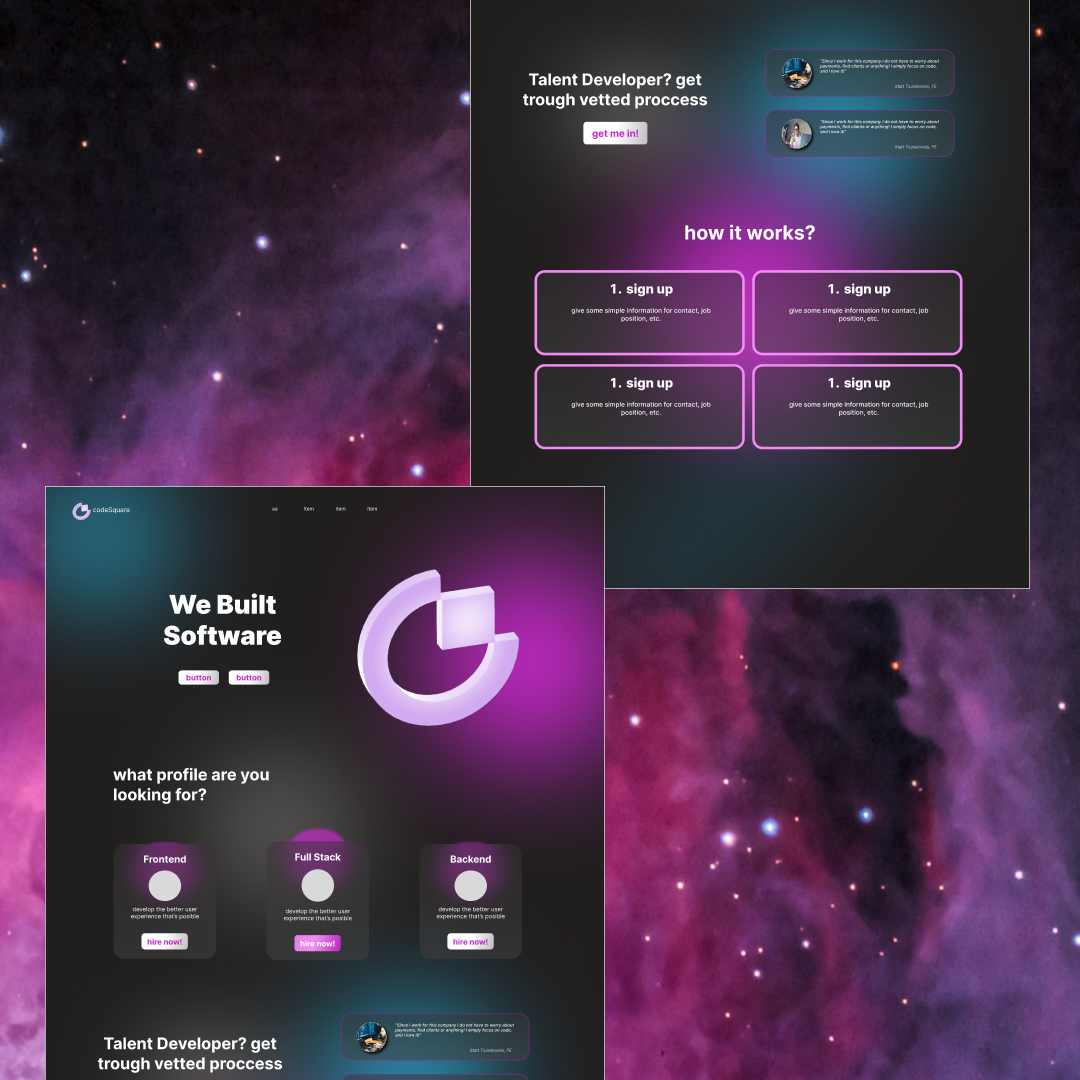 Talent Developer? get
trough vetted proccess
get me in!
"Since I work for this company I do not have to worry about
payments, find clients or anything! I simply focus on code,
and I love it!"
Matt Trunkniveto, FE
"Since I work for this company I do not have to worry about
payments, find clients or anything! I simply focus on code,
and I love it!"
Matt Trunkniveto, FE
how it works?
1. sign up
give some simple information for contact, job
position, etc.
1. sign up
give some simple information for contact, job
position, etc.
1. sign up
give some simple information for contact, job
position, etc.
1. sign up
give some simple information for contact, job
position, etc.
codeSquare
aa
Item
Item
Item
We Built
Software
button
button
what profile are you
looking for?
Frontend
develop the better user
experience that's posible
hire now!
Full Stack
develop the better user
experience that's posible
hire now!
Backend
develop the better user
experience that's posible
hire now!
Talent Developer? get
trough vetted proccess
"Since I work for this company I do not have to worry about
payments, find clients or anything! I simply focus on code,
and I love it!"
Matt Trunkniveto, FE